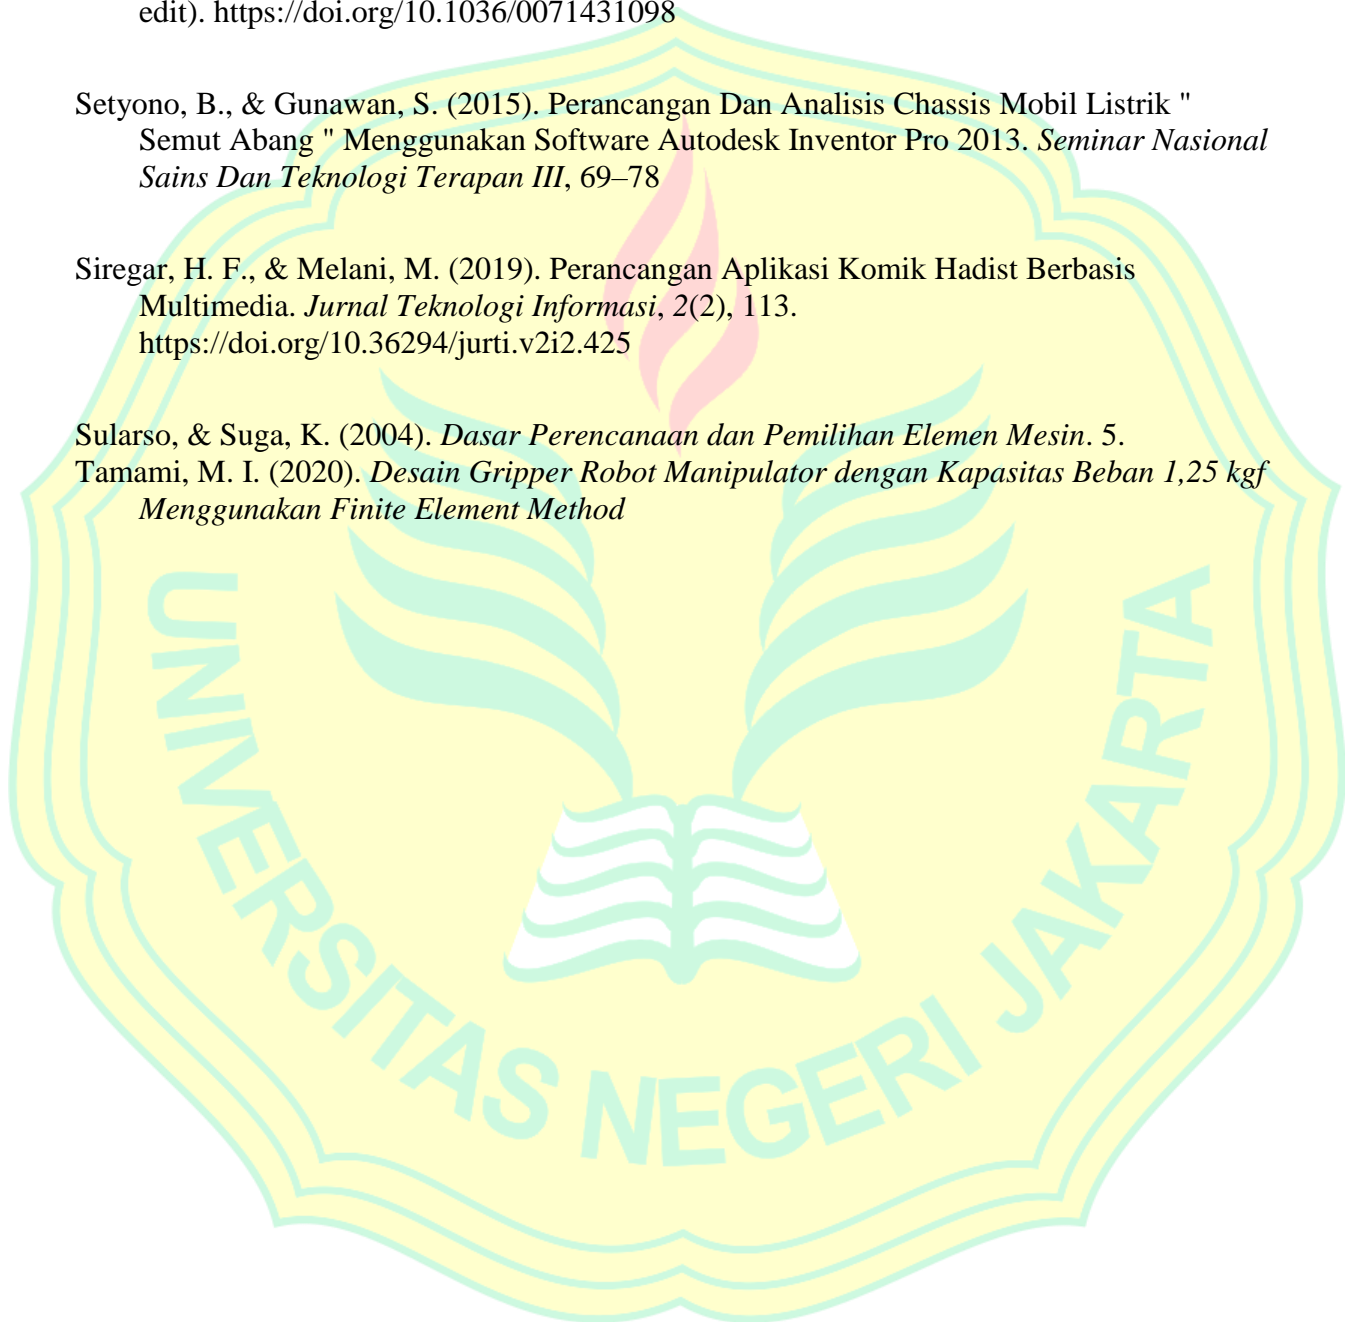 edit). https://doi.org/10.1036/0071431098
Setyono, B., & Gunawan, S. (2015). Perancangan Dan Analisis Chassis Mobil Listrik "
Semut Abang " Menggunakan Software Autodesk Inventor Pro 2013. Seminar Nasional
Sains Dan Teknologi Terapan III, 69–78
Siregar, H. F., & Melani, M. (2019). Perancangan Aplikasi Komik Hadist Berbasis
Multimedia. Jurnal Teknologi Informasi, 2(2), 113.
https://doi.org/10.36294/jurti.v2i2.425
Sularso, & Suga, K. (2004). Dasar Perencanaan dan Pemilihan Elemen Mesin. 5.
Tamami, M. I. (2020). Desain Gripper Robot Manipulator dengan Kapasitas Beban 1,25 kgf
Menggunakan Finite Element Method
UNIVERSITAS NEGERI JAKARTA